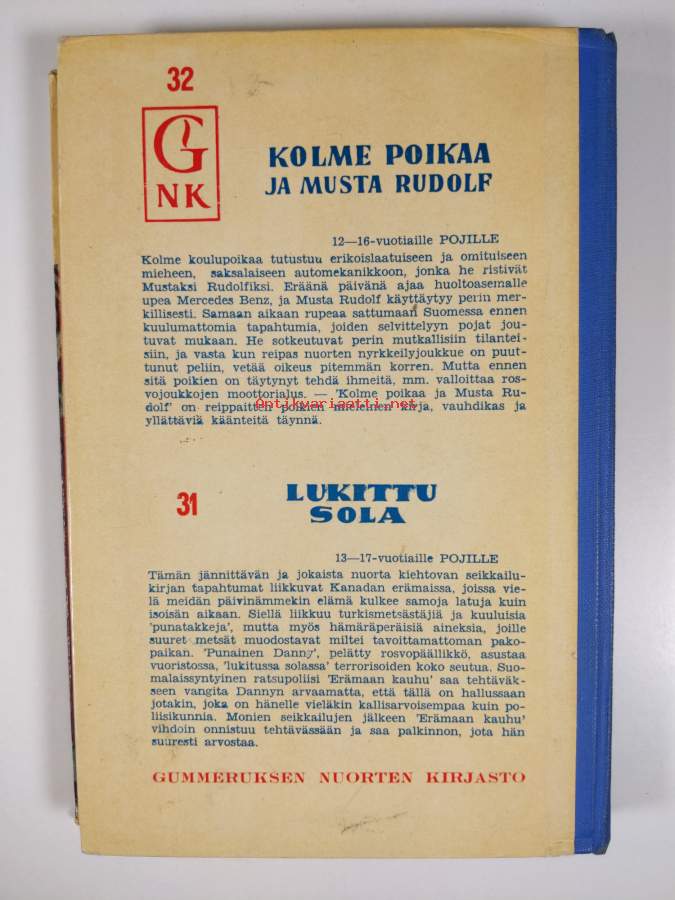 32
G
NK
KOLME POIKAA
JA MUSTA RUDOLF
12—16-vuotiaille POJILLE
Kolme koulupoikaa tutustuu erikoislaatuiseen ja omituiseen
mieheen, saksalaiseen automekanikkoon, jonka he ristivät
Mustaksi Rudolfiksi. Eräänä päivänä ajaa huoltoasemalle
upea Mercedes Benz, ja Musta Rudolf käyttäytyy perin mer-
killisesti. Samaan aikaan rupeaa sattumaan Suomessa ennen
kuulumattomia tapahtumia, joiden selvittelyyn pojat jou-
tuvat mukaan. He sotkeutuvat perin mutkallisiin tilantei-
siin, ja vasta kun reipas nuorten nyrkkeilyjoukkue on puut-
tunut peliin, vetää oikeus pitemmän korren. Mutta ennen
sitä poikien on täytynyt tehdä ihmeitä, mm. valloittaa ros-
vojoukkojen moottorialus. — 'Kolme poikaa ja Musta Ru-
dolf' on reippaitten poikien mieleinen kirja, vauhdikas ja
yllättäviä käänteitä täynnä.
Antikvariaatti.net
31
LUKITTU
SOLA
13—17-vuotiaille POJILLE
Tämän jännittävän ja jokaista nuorta kiehtovan seikkailu-
kirjan tapahtumat liikkuvat Kanadan erämaissa, joissa vie-
lä meidän päivinämmekin elämä kulkee samoja latuja kuin
isoisän aikaan. Siellä liikkuu turkismetsästäjiä ja kuuluisia
'punatakkeja', mutta myös hämäräperäisiä aineksia, joille
suuret metsät muodostavat miltei tavoittamattoman pako-
paikan. 'Punainen Danny', pelätty rosvopäällikkö, asustaa
vuoristossa, 'lukitussa solassa' terrorisoiden koko seutua. Suo-
malaissyntyinen ratsupoliisi 'Erämaan kauhu' saa tehtäväk-
seen vangita Dannyn arvaamatta, että tällä on hallussaan
jotakin, joka on hänelle vieläkin kallisarvoisempaa kuin po-
liisikunnia. Monien seikkailujen jälkeen 'Erämaan kauhu'
vihdoin onnistuu tehtävässään ja saa palkinnon, jota hän
suuresti arvostaa.
GUMMERUKSEN NUORTEN KIRJASTO